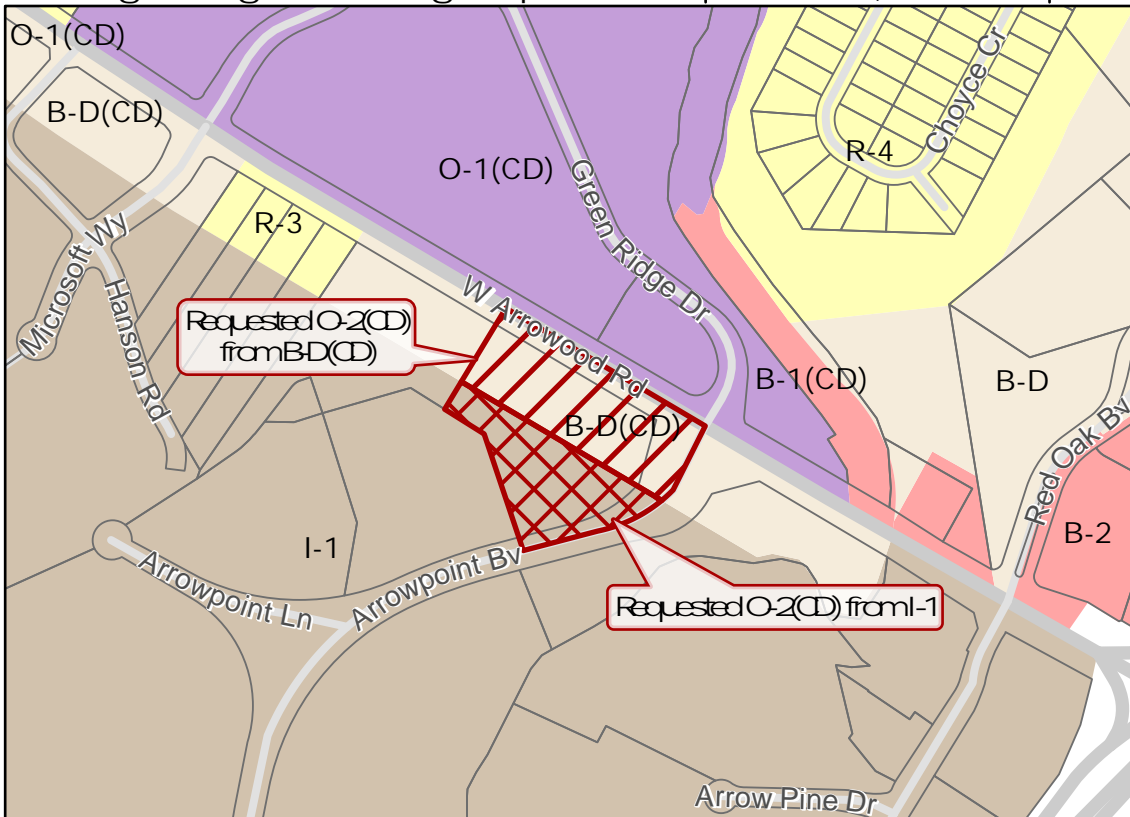 O-1(CD)
B-D(CD)
O-1(CD)
R-4
Choyce Cr
R-3
Green Ridge Dr
Microsoft Wy
Hanson Rd
W Arrowood Rd
Requested O-2(CD)
from B-D(CD)
B-1(CD)
B-D
B-D(CD)
Red Oak Bv
B-2
I-1
Arrowpoint Bv
Arrowpoint Ln
Requested O-2(CD) from I-1
Arrow Pine Dr